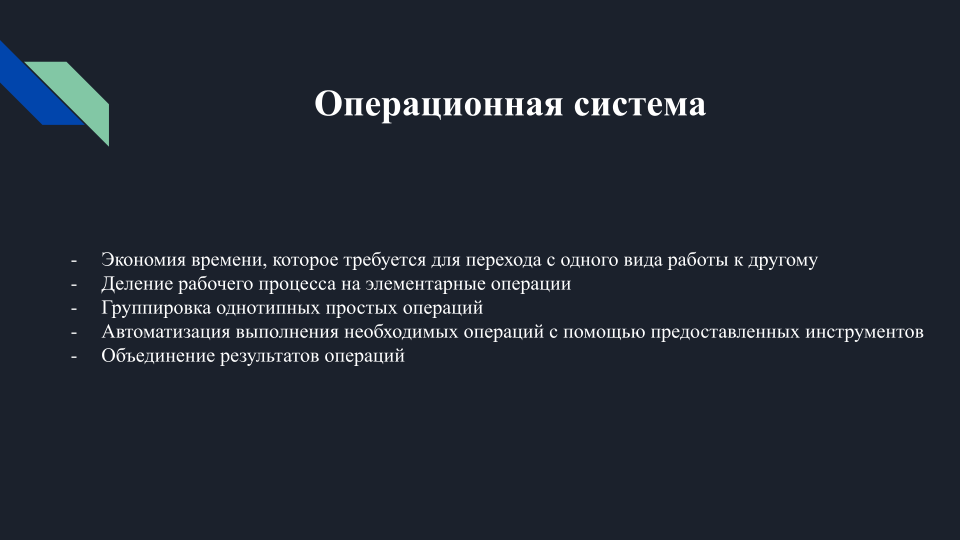 Операционная система
- Экономия времени, которое требуется для перехода с одного вида работы к другому
- Деление рабочего процесса на элементарные операции
- Группировка однотипных простых операций
- Автоматизация выполнения необходимых операций с помощью предоставленных инструментов
- Объединение результатов операций